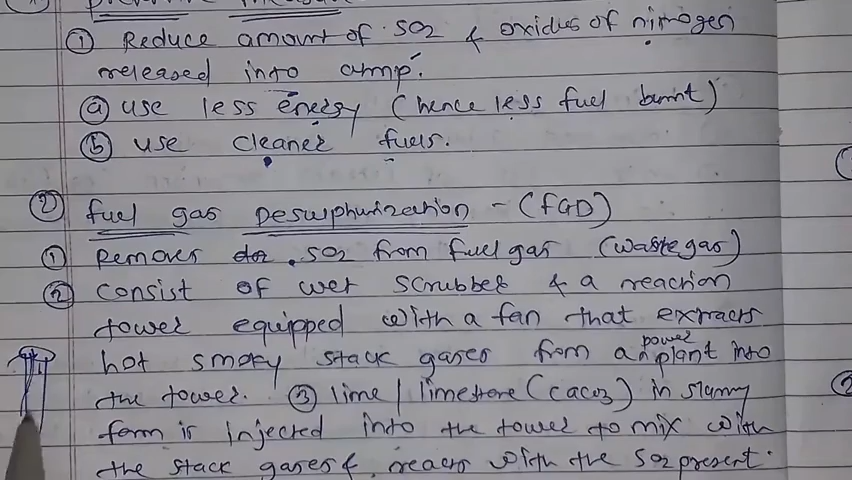 ① Reduce amount of SO2 & oxides of nitrogen
released into atmp.
ⓐ use less energy (hence less fuel burnt)
ⓑ use cleaner fuels.
② fuel gas Desulphurization - (FGD)
① Removes SO2 from fuel gas (waste gas)
② consist of wet scrubber & a reaction
tower equipped with a fan that extracts
hot smoky stack gases from a power plant into
the tower. ③ lime / limestone (CaCO3) in slurry
form is injected into the tower to mix with
the stack gases & reacts with the SO2 present.